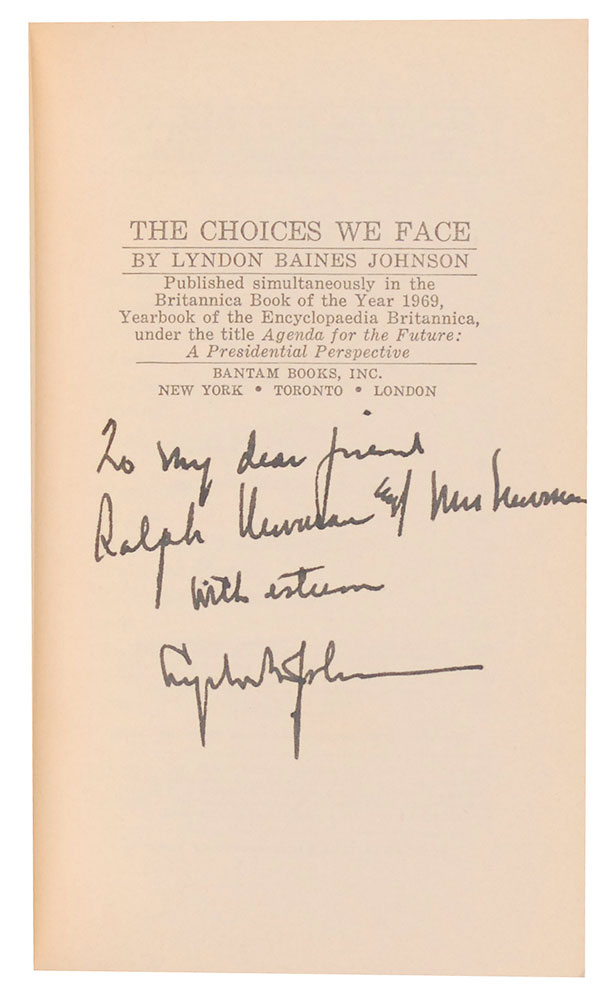 THE CHOICES WE FACE
BY LYNDON BAINES JOHNSON
Published simultaneously in the
Britannica Book of the Year 1969,
Yearbook of the Encyclopaedia Britannica,
under the title Agenda for the Future:
A Presidential Perspective
BANTAM BOOKS, INC.
NEW YORK • TORONTO • LONDON
To my dear friend
Ralph Newman Mrs Newman
with esteem
Lyndon B. Johnson